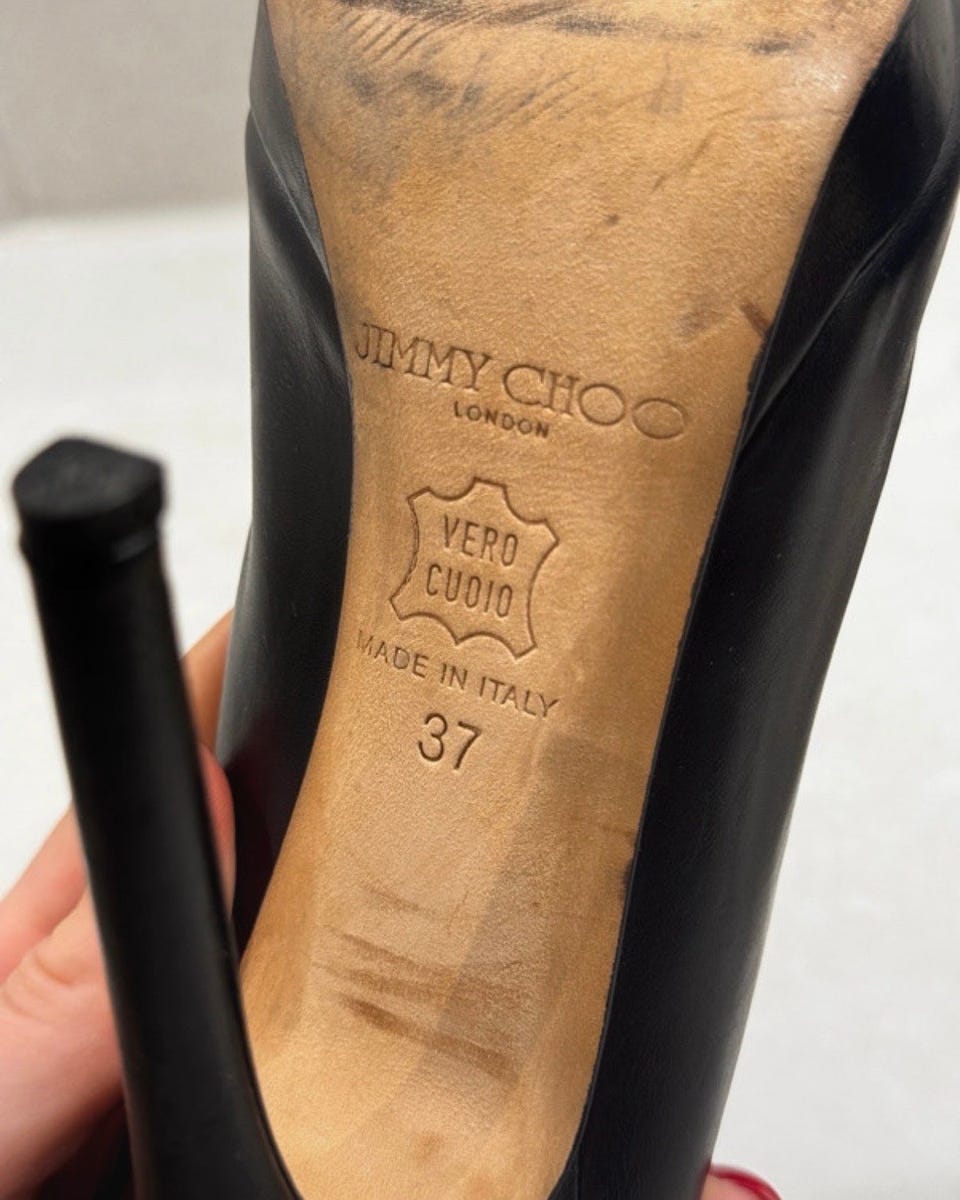 JIMMY CHOO
LONDON
VERO
CUOIO
MADE IN ITALY
37